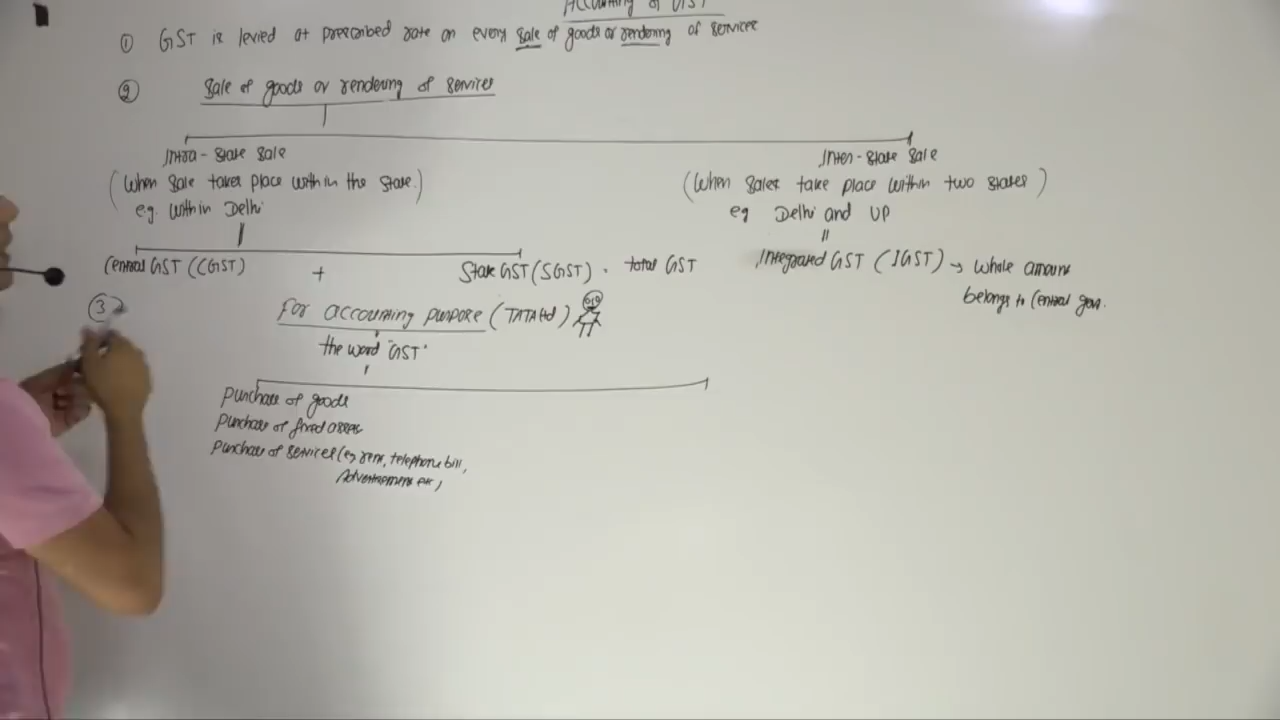 Accounting of GST
① GST is levied at prescribed rate on every sale of goods or rendering of services
② Sale of goods or rendering of services
Intra-State Sale
(When Sale takes place within the State)
eg. within Delhi
Inter-State Sale
(When Sales take place within two states)
eg Delhi and UP
Central GST (CGST) + State GST (SGST) = total GST
Integrated GST (IGST) → Whole amount
belongs to Central govt.
③ For accounting purpose (TATA Ltd)
the word "GST"
Purchase of goods
Purchase of fixed assets
Purchase of services (eg rent, telephone bill,
Advertisement etc)